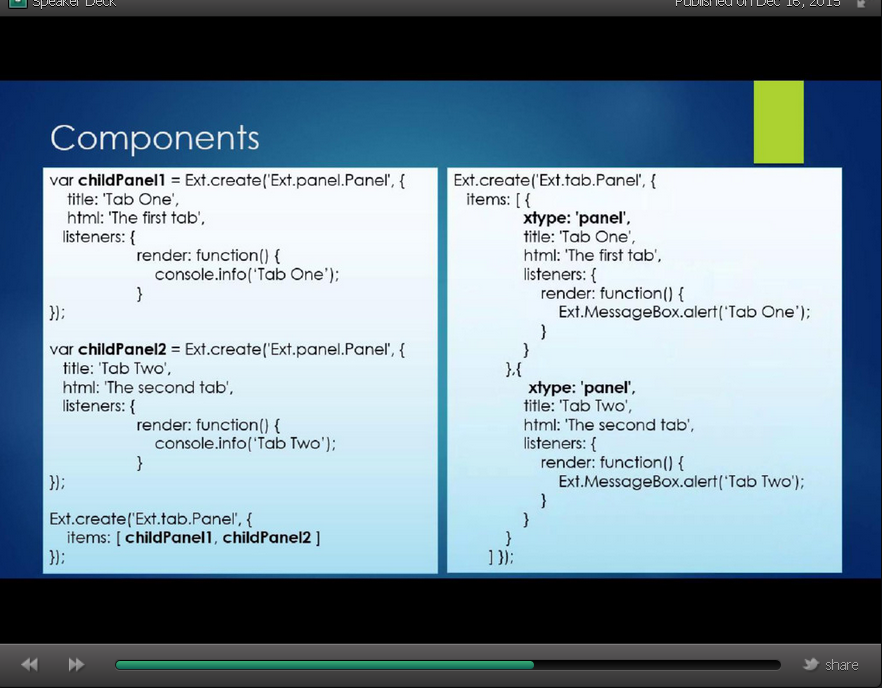 Speaker Deck
Published on Dec 16, 2015
Components
var childPanel1 = Ext.create('Ext.panel.Panel', {
title: 'Tab One',
html: 'The first tab',
listeners: {
render: function() {
console.info(‘Tab One’);
}
});
var childPanel2 = Ext.create('Ext.panel.Panel', {
title: 'Tab Two',
html: 'The second tab',
listeners: {
render: function() {
console.info(‘Tab Two’);
}
});
Ext.create('Ext.tab.Panel', {
items: [ childPanel1, childPanel2 ]
});
Ext.create('Ext.tab.Panel', {
items: [ {
xtype: 'panel',
title: 'Tab One',
html: 'The first tab',
listeners: {
render: function() {
Ext.MessageBox.alert(‘Tab One’);
}
}
},{
xtype: 'panel',
title: 'Tab Two',
html: 'The second tab',
listeners: {
render: function() {
Ext.MessageBox.alert(‘Tab Two');
}
}
}
] });
share